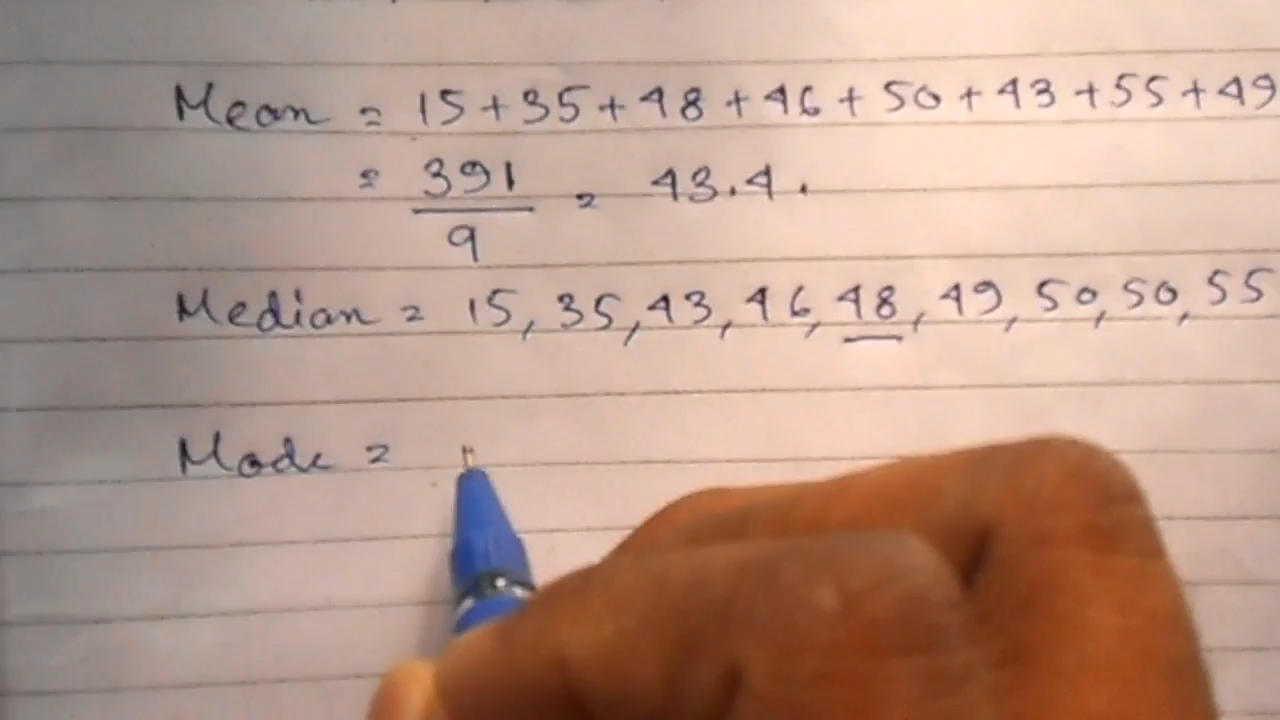 Mean = 15+35+48+46+50+43+55+49
= 391/9 = 43.4.
Median = 15, 35, 43, 46, 48, 49, 50, 50, 55
Mode =